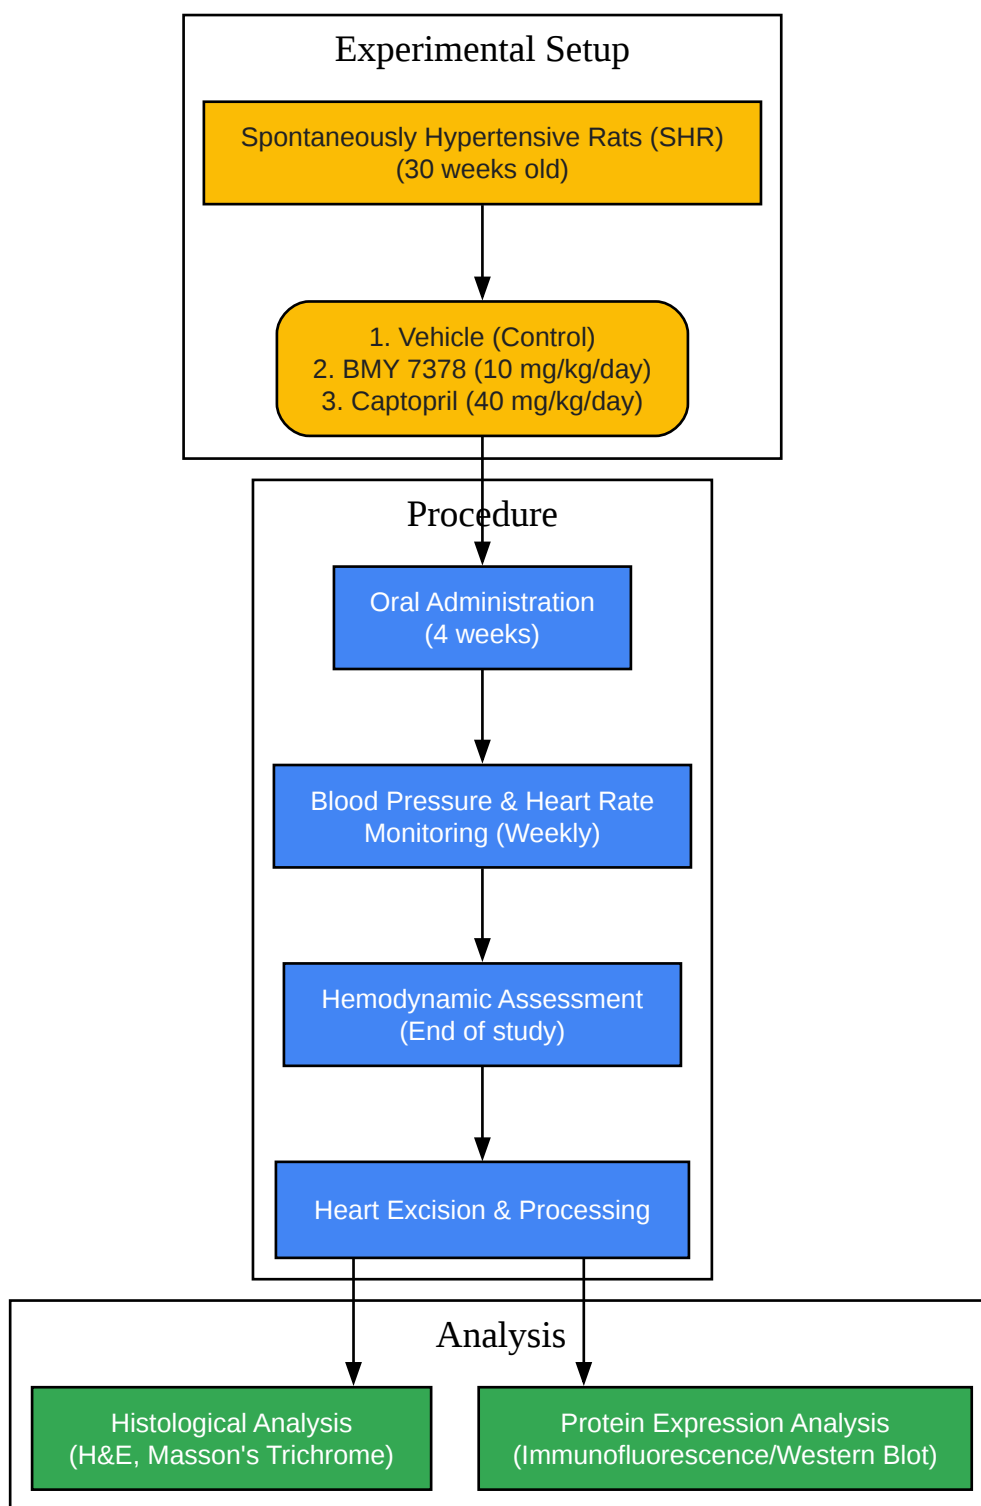 Experimental Setup
Spontaneously Hypertensive Rats (SHR)
(30 weeks old)
1. Vehicle (Control)
2. BMY 7378 (10 mg/kg/day)
3. Captopril (40 mg/kg/day)
Procedure
Oral Administration
(4 weeks)
Blood Pressure & Heart Rate
Monitoring (Weekly)
Hemodynamic Assessment
(End of study)
Heart Excision & Processing
Analysis
Histological Analysis
(H&E, Masson's Trichrome)
Protein Expression Analysis
(Immunofluorescence/Western Blot)